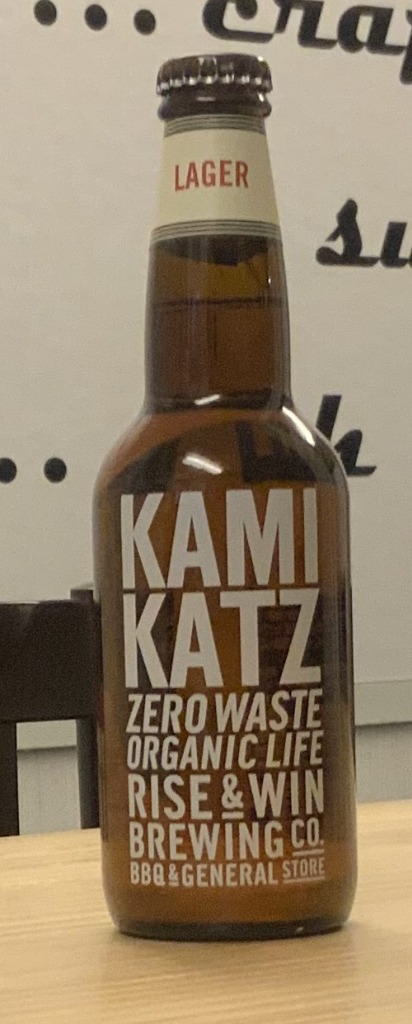 LAGER
KAMI
KATZ
ZERO WASTE
ORGANIC LIFE
RISE & WIN
BREWING CO.
BBQ & GENERAL STORE